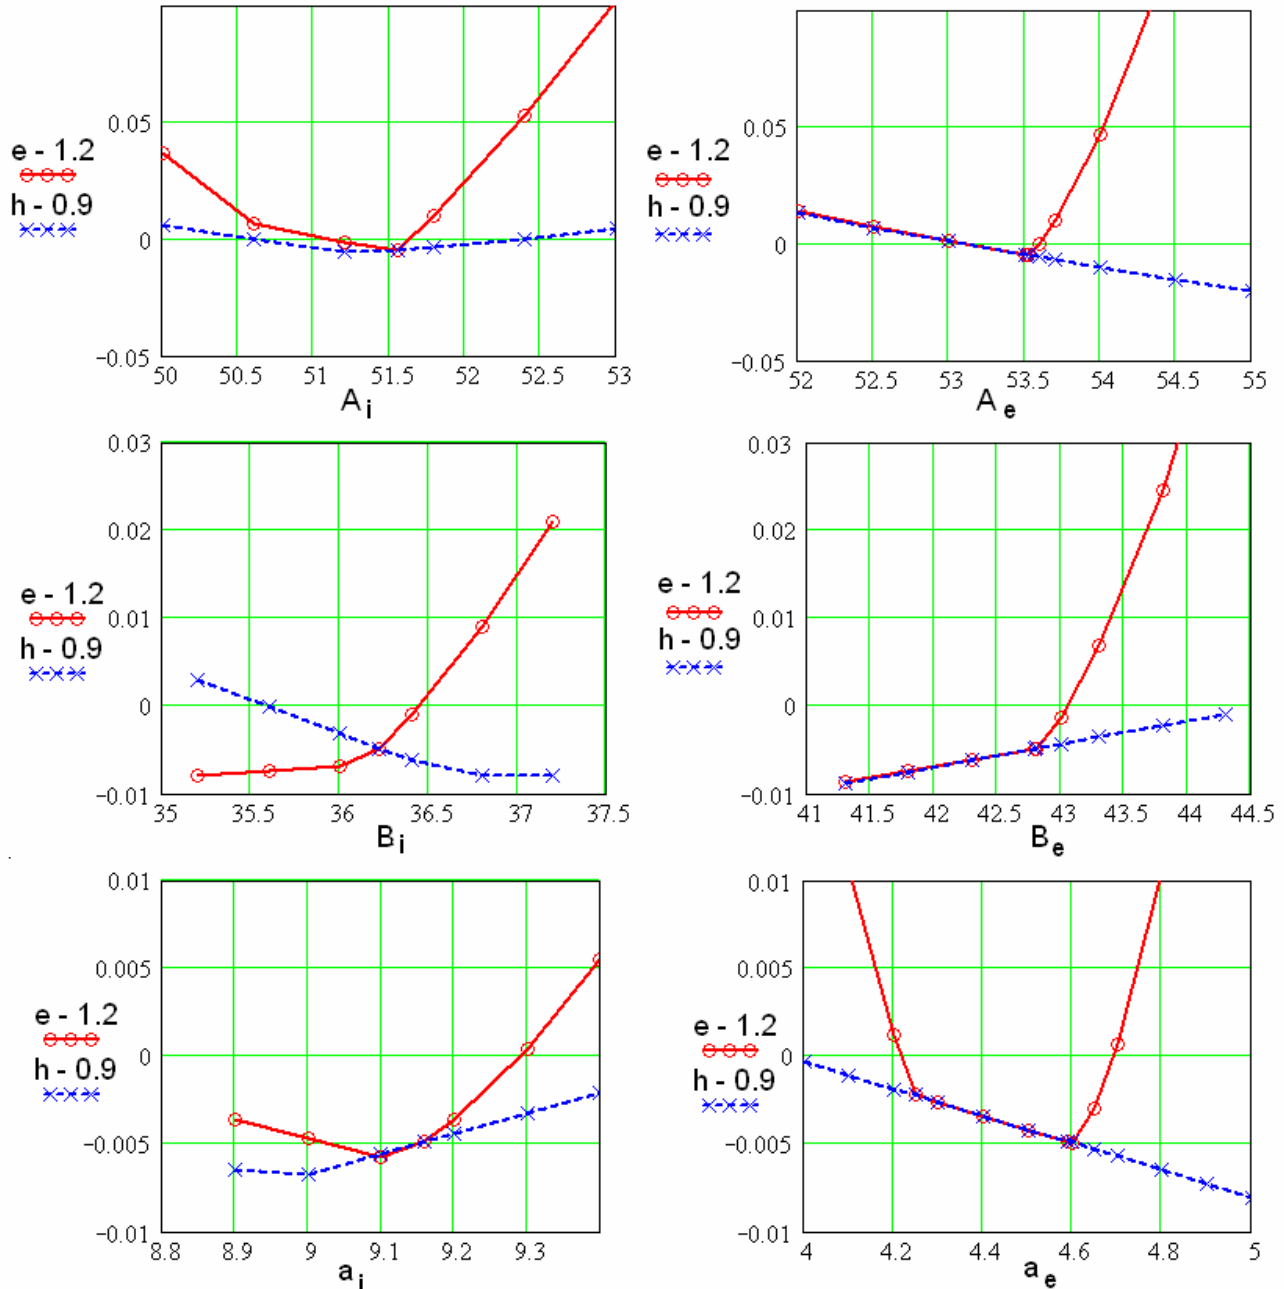 0.05
0
−0.05
e - 1.2
h - 0.9
50 50.5 51 51.5 52 52.5 53
A i
0.05
0
−0.05
e - 1.2
h - 0.9
52 52.5 53 53.5 54 54.5 55
A e
0.03
0.02
0.01
0
−0.01
e - 1.2
h - 0.9
35 35.5 36 36.5 37 37.5
B i
0.03
0.02
0.01
0
−0.01
e - 1.2
h - 0.9
41 41.5 42 42.5 43 43.5 44 44.5
B e
0.01
0.005
0
−0.005
−0.01
e - 1.2
h - 0.9
8.8 8.9 9 9.1 9.2 9.3
a i
0.01
0.005
0
−0.005
−0.01
e - 1.2
h - 0.9
4 4.2 4.4 4.6 4.8 5
a e